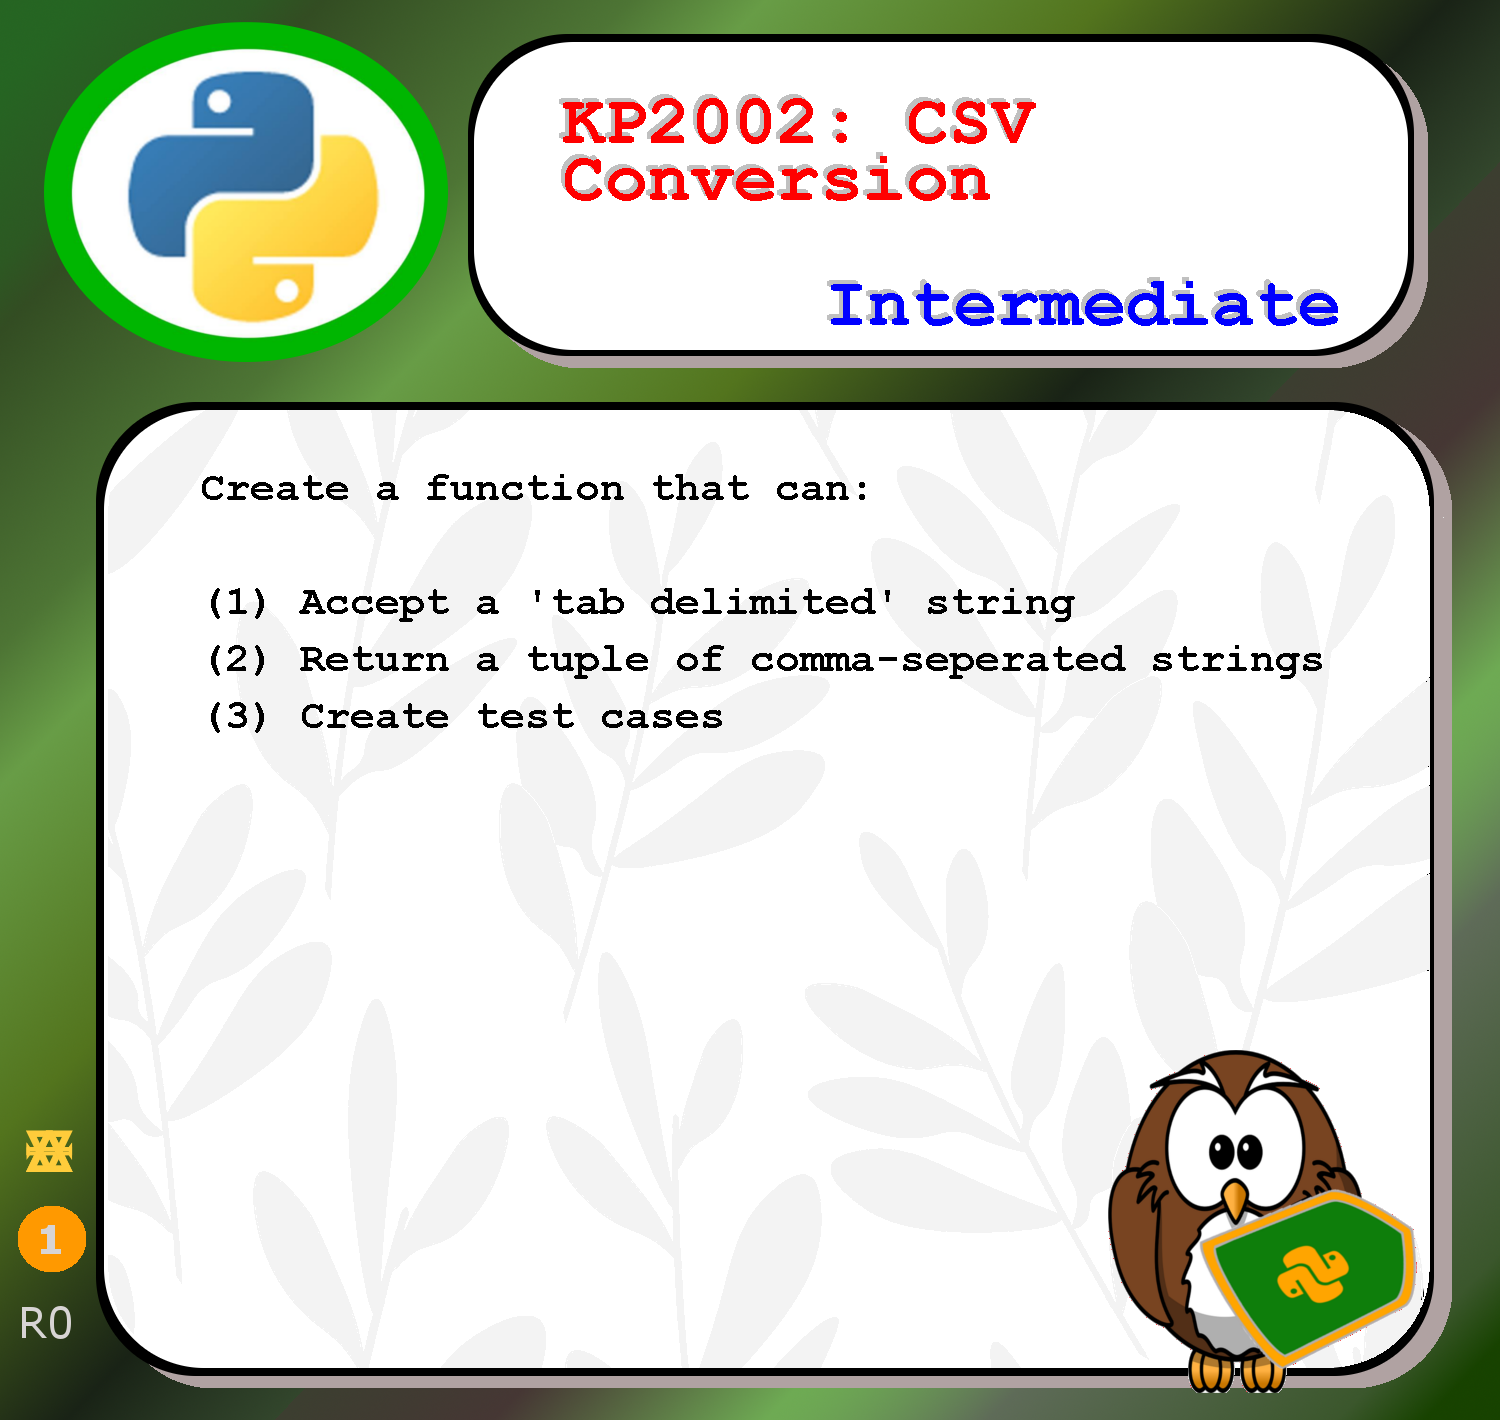 KP2002: CSV
Conversion
Intermediate
Create a function that can:
(1) Accept a 'tab delimited' string
(2) Return a tuple of comma-seperated strings
(3) Create test cases
1
R0